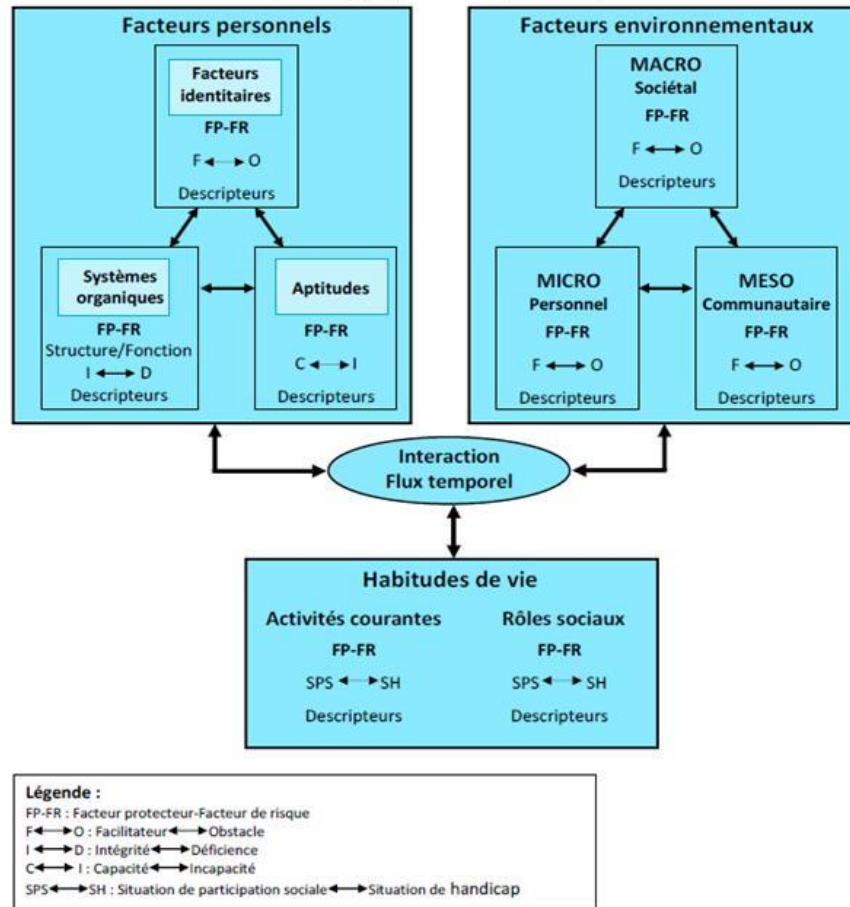 Facteurs personnels
Facteurs identitaires
FP-FR
F ↔ O
Descripteurs
Systèmes organiques
FP-FR
Structure/Fonction
I ↔ D
Descripteurs
Aptitudes
FP-FR
C ↔ I
Descripteurs
Facteurs environnementaux
MACRO
Sociétal
FP-FR
F ↔ O
Descripteurs
MICRO
Personnel
FP-FR
F ↔ O
Descripteurs
MESO
Communautaire
FP-FR
F ↔ O
Descripteurs
Interaction
Flux temporel
Habitudes de vie
Activités courantes
FP-FR
SPS ↔ SH
Descripteurs
Rôles sociaux
FP-FR
SPS ↔ SH
Descripteurs
Légende :
FP-FR : Facteur protecteur-Facteur de risque
F ↔ O : Facilitateur ↔ Obstacle
I ↔ D : Intégrité ↔ Déficience
C ↔ I : Capacité ↔ Incapacité
SPS ↔ SH : Situation de participation sociale ↔ Situation de handicap